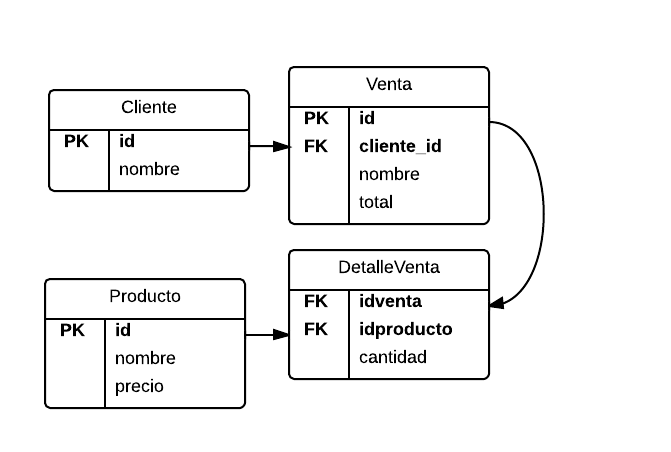 Cliente
PK id
nombre
Venta
PK id
FK cliente_id
nombre
total
Producto
PK id
nombre
precio
DetalleVenta
FK idventa
FK idproducto
cantidad